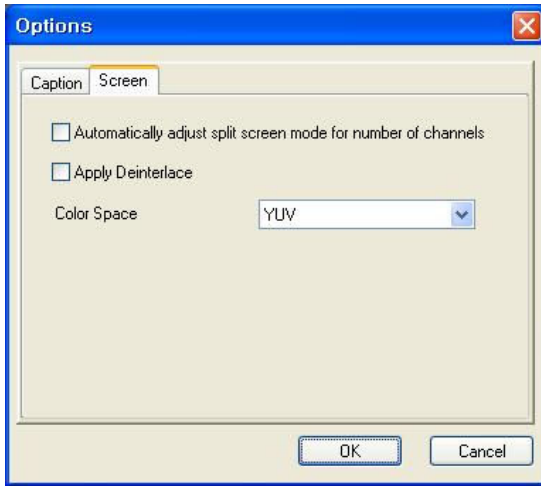 Options
Caption Screen
Automatically adjust split screen mode for number of channels
Apply Deinterlace
Color Space YUV
OK Cancel